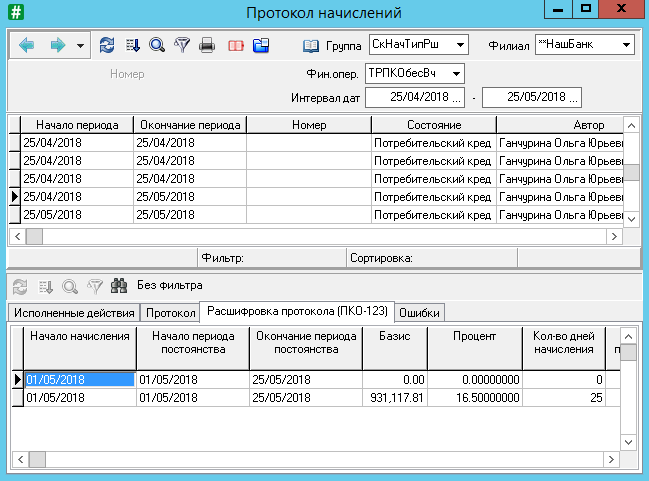 Протокол начислений
Группа СкНачТипРш Филиал **НашБанк
Номер Фин.опер. ТРПКОбесВч
Интервал дат 25/04/2018 ... - 25/05/2018 ...
Начало периода Окончание периода Номер Состояние Автор
25/04/2018 25/04/2018 Потребительский кред Ганчурина Ольга Юрьеви
25/04/2018 25/04/2018 Потребительский кред Ганчурина Ольга Юрьеви
25/04/2018 25/04/2018 Потребительский кред Ганчурина Ольга Юрьеви
25/04/2018 25/05/2018 Потребительский кред Ганчурина Ольга Юрьеви
25/05/2018 25/05/2018 Потребительский кред Ганчурина Ольга Юрьеви
Фильтр: Сортировка:
Без фильтра
Исполненные действия Протокол Расшифровка протокола (ПКО-123) Ошибки
Начало начисления Начало периода Окончание периода Базис Процент Кол-во дней
постоянства постоянства начисления п
01/05/2018 01/05/2018 25/05/2018 0.00 0.00000000 0
01/05/2018 01/05/2018 25/05/2018 931,117.81 16.50000000 25